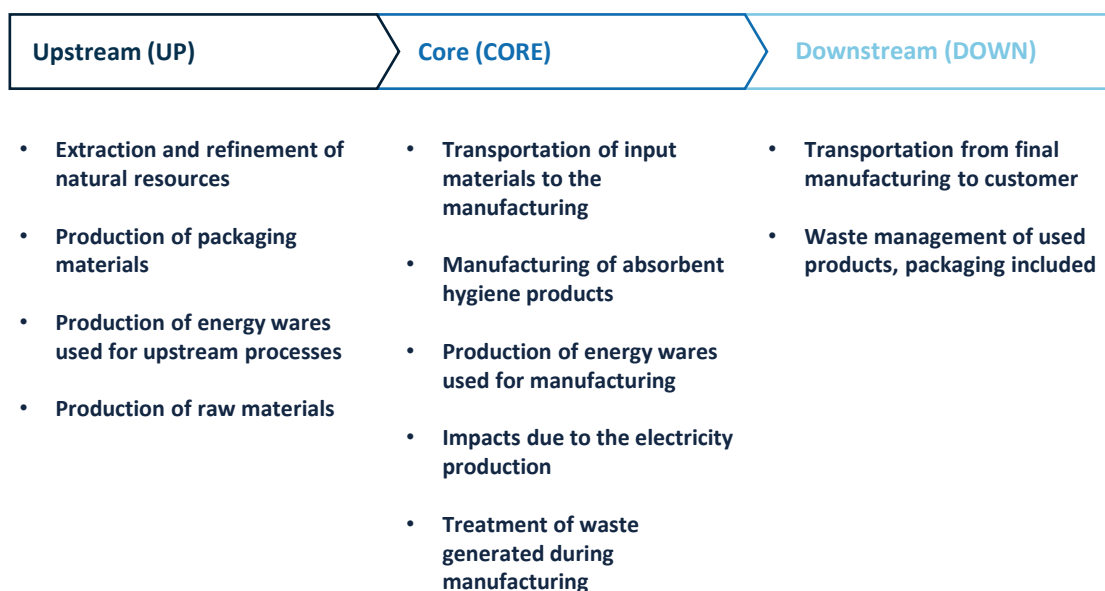 Upstream (UP)
Core (CORE)
Downstream (DOWN)
• Extraction and refinement of
natural resources
• Production of packaging
materials
• Production of energy wares
used for upstream processes
• Production of raw materials
• Transportation of input
materials to the
manufacturing
• Manufacturing of absorbent
hygiene products
• Production of energy wares
used for manufacturing
• Impacts due to the electricity
production
• Treatment of waste
generated during
manufacturing
• Transportation from final
manufacturing to customer
• Waste management of used
products, packaging included